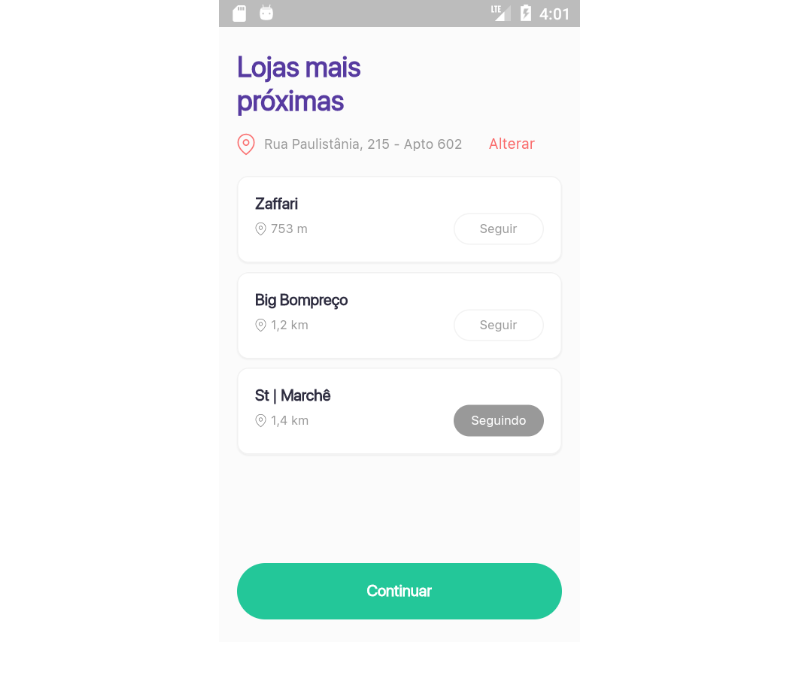 LTE 4:01
Lojas mais
próximas
Rua Paulistânia, 215 - Apto 602 Alterar
Zaffari
753 m Seguir
Big Bompreço
1,2 km Seguir
St | Marchê
1,4 km Seguindo
Continuar